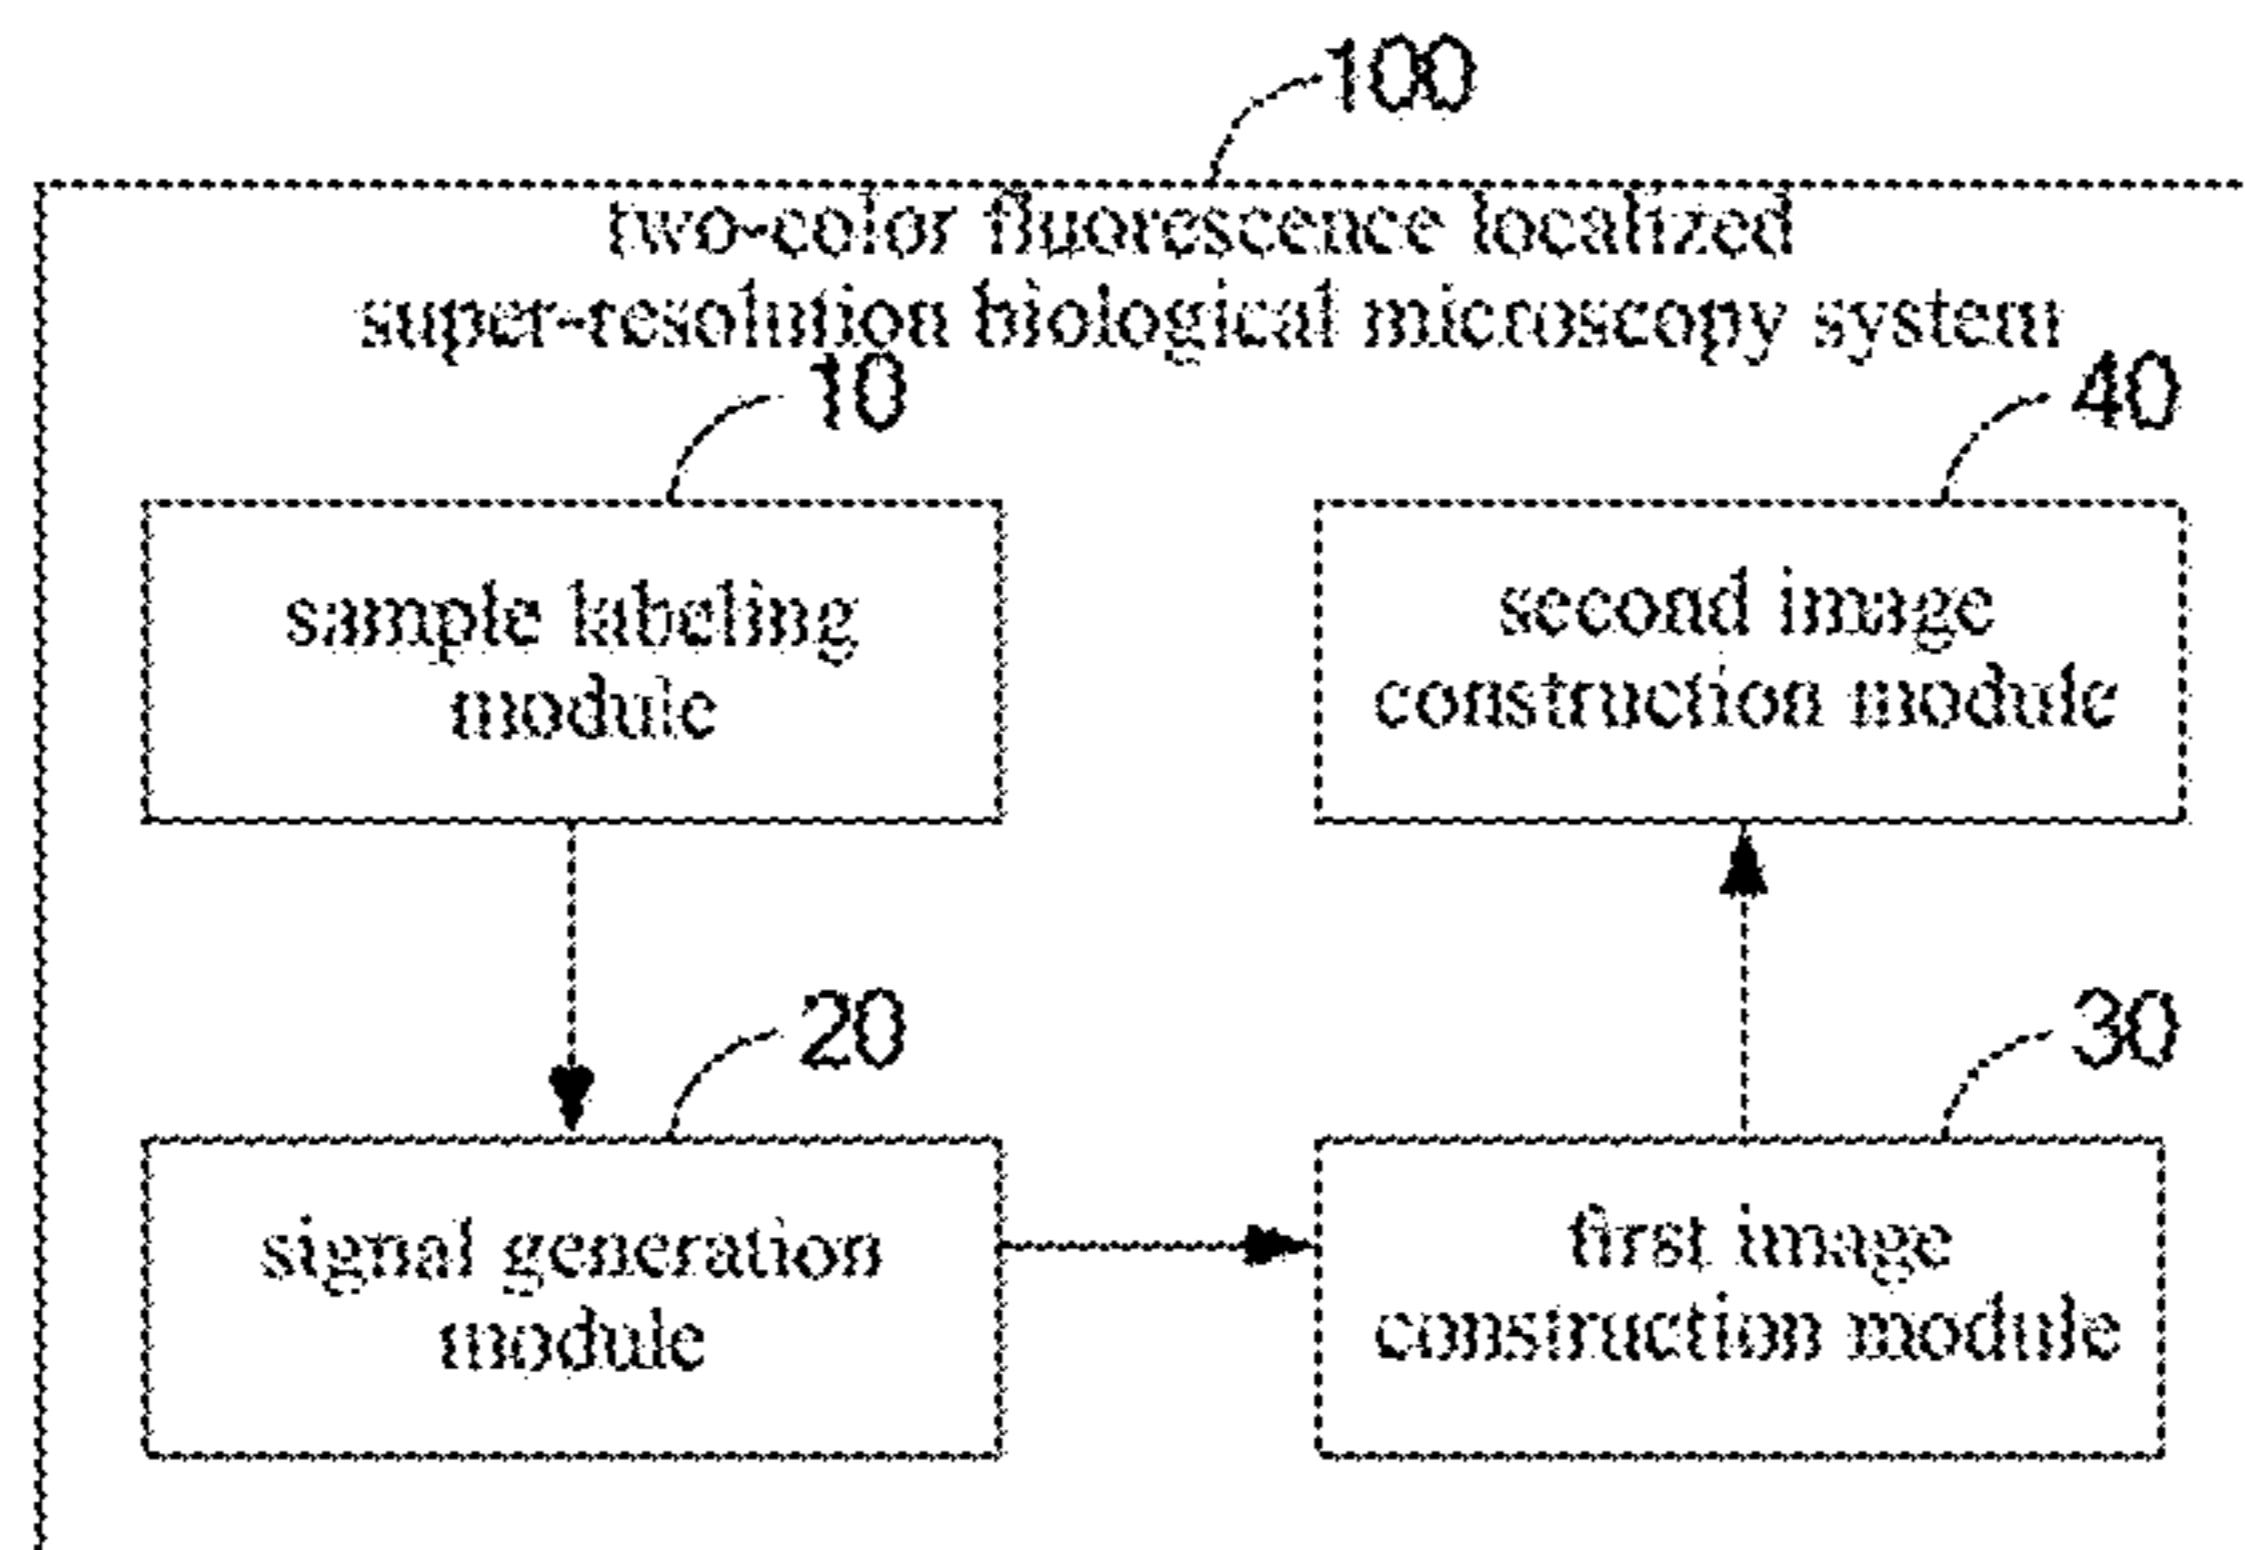 100
two-color fluorescence localized
super-resolution biological microscopy system
10
40
sample labeling
module
second image
construction module
20
30
signal generation
module
first image
construction module